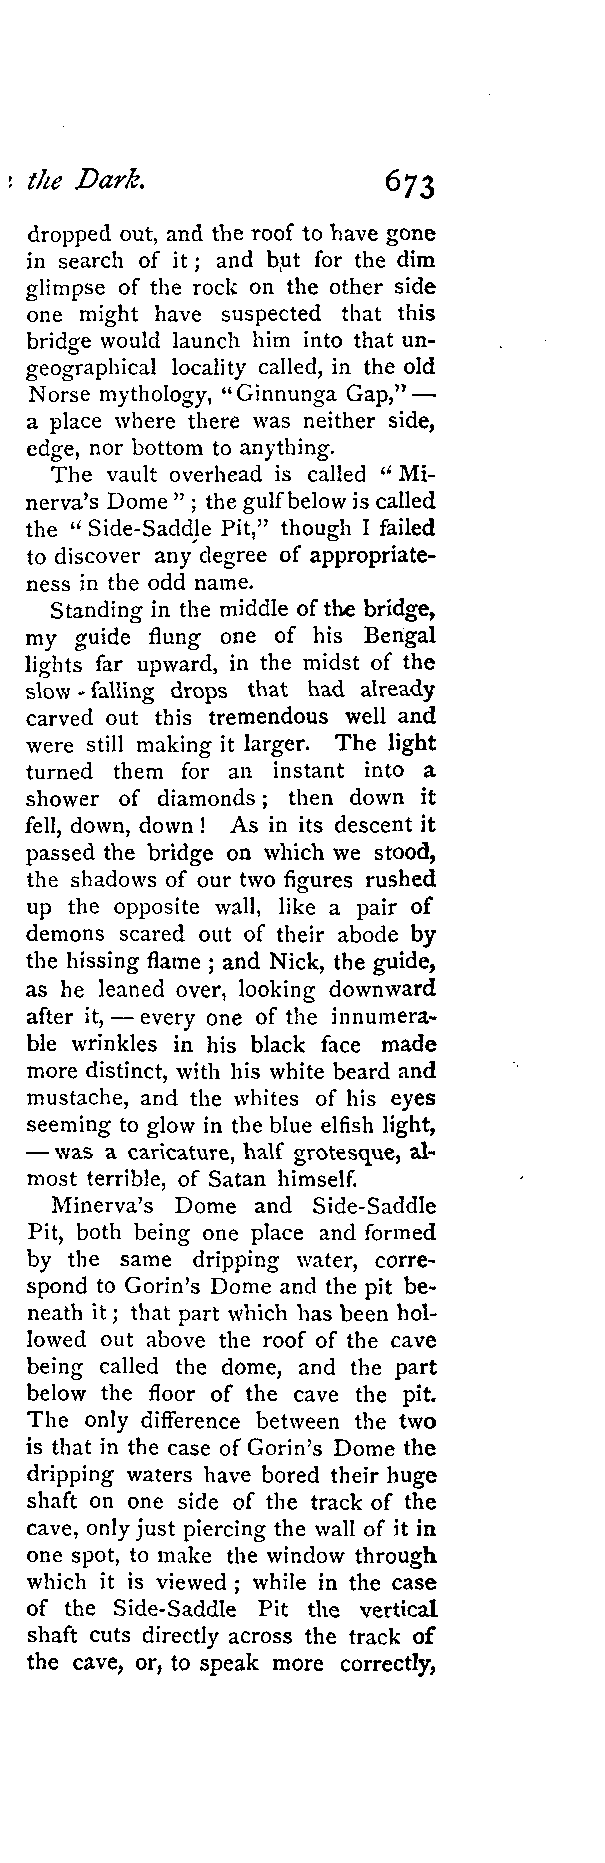 the Dark. 673
dropped out, and the roof to have gone
in search of it; and but for the dim
glimpse of the rock on the other side
one might have suspected that this
bridge would launch him into that un-
geographical locality called, in the old
Norse mythology, “Ginnunga Gap,” —
a place where there was neither side,
edge, nor bottom to anything.
The vault overhead is called “Mi-
nerva's Dome”; the gulf below is called
the “Side-Saddle Pit,” though I failed
to discover any degree of appropriate-
ness in the odd name.
Standing in the middle of the bridge,
my guide flung one of his Bengal
lights far upward, in the midst of the
slow-falling drops that had already
carved out this tremendous well and
were still making it larger. The light
turned them for an instant into a
shower of diamonds; then down it
fell, down, down! As in its descent it
passed the bridge on which we stood,
the shadows of our two figures rushed
up the opposite wall, like a pair of
demons scared out of their abode by
the hissing flame; and Nick, the guide,
as he leaned over, looking downward
after it, — every one of the innumera-
ble wrinkles in his black face made
more distinct, with his white beard and
mustache, and the whites of his eyes
seeming to glow in the blue elfish light,
— was a caricature, half grotesque, al-
most terrible, of Satan himself.
Minerva's Dome and Side-Saddle
Pit, both being one place and formed
by the same dripping water, corre-
spond to Gorin's Dome and the pit be-
neath it; that part which has been hol-
lowed out above the roof of the cave
being called the dome, and the part
below the floor of the cave the pit.
The only difference between the two
is that in the case of Gorin's Dome the
dripping waters have bored their huge
shaft on one side of the track of the
cave, only just piercing the wall of it in
one spot, to make the window through
which it is viewed; while in the case
of the Side-Saddle Pit the vertical
shaft cuts directly across the track of
the cave, or, to speak more correctly,